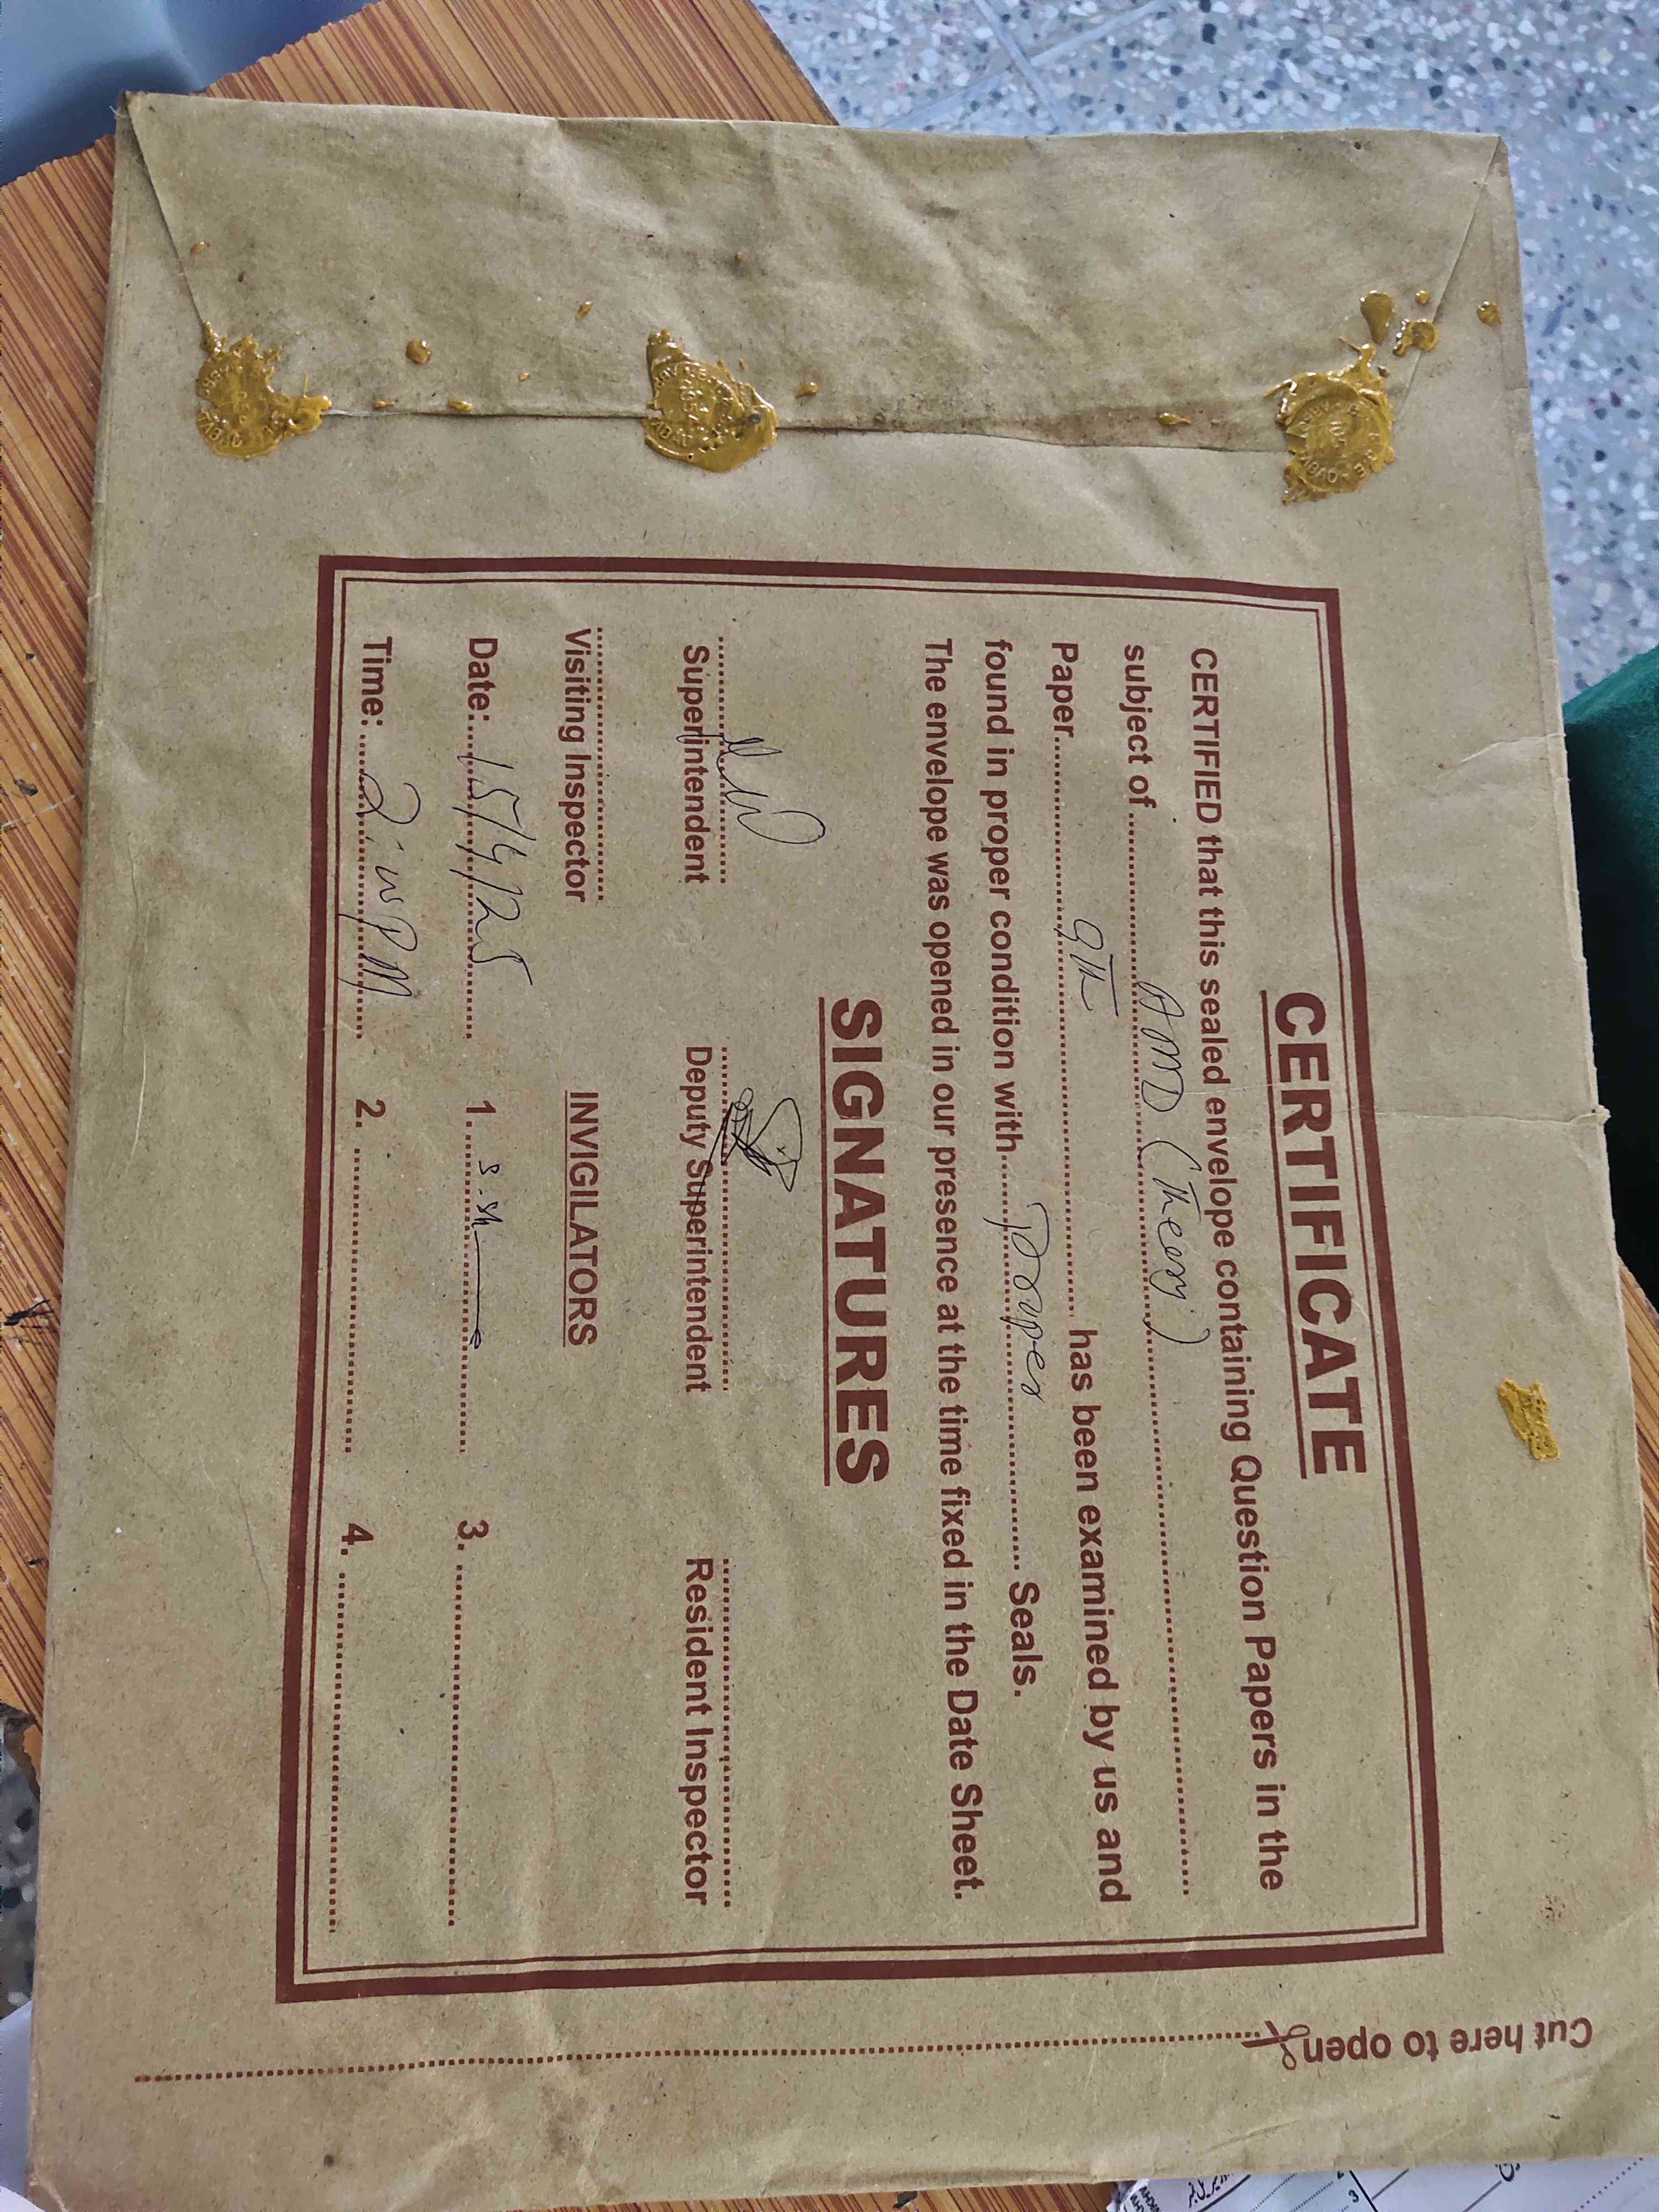 CERTIFICATE
CERTIFIED that this sealed envelope containing Question Papers in the
subject of AMD (Theory)
Paper 9Th has been examined by us and
found in proper condition with Proper Seals.
The envelope was opened in our presence at the time fixed in the Date Sheet.
SIGNATURES
Superintendent Deputy Superintendent Resident Inspector
Visiting Inspector INVIGILATORS
Date: 15/9/25 1. 3.
Time: PM 2. 4.
Cut here to open